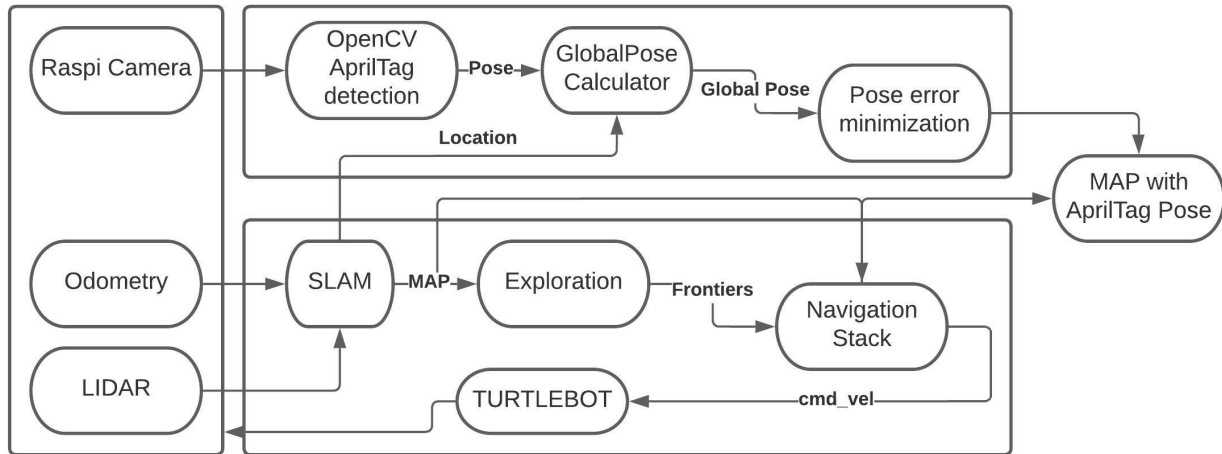 Raspi Camera
OpenCV
AprilTag
detection
Pose
GlobalPose
Calculator
Global Pose
Pose error
minimization
Location
MAP with
AprilTag Pose
Odometry
SLAM
MAP
Exploration
Frontiers
Navigation
Stack
LIDAR
TURTLEBOT
cmd_vel